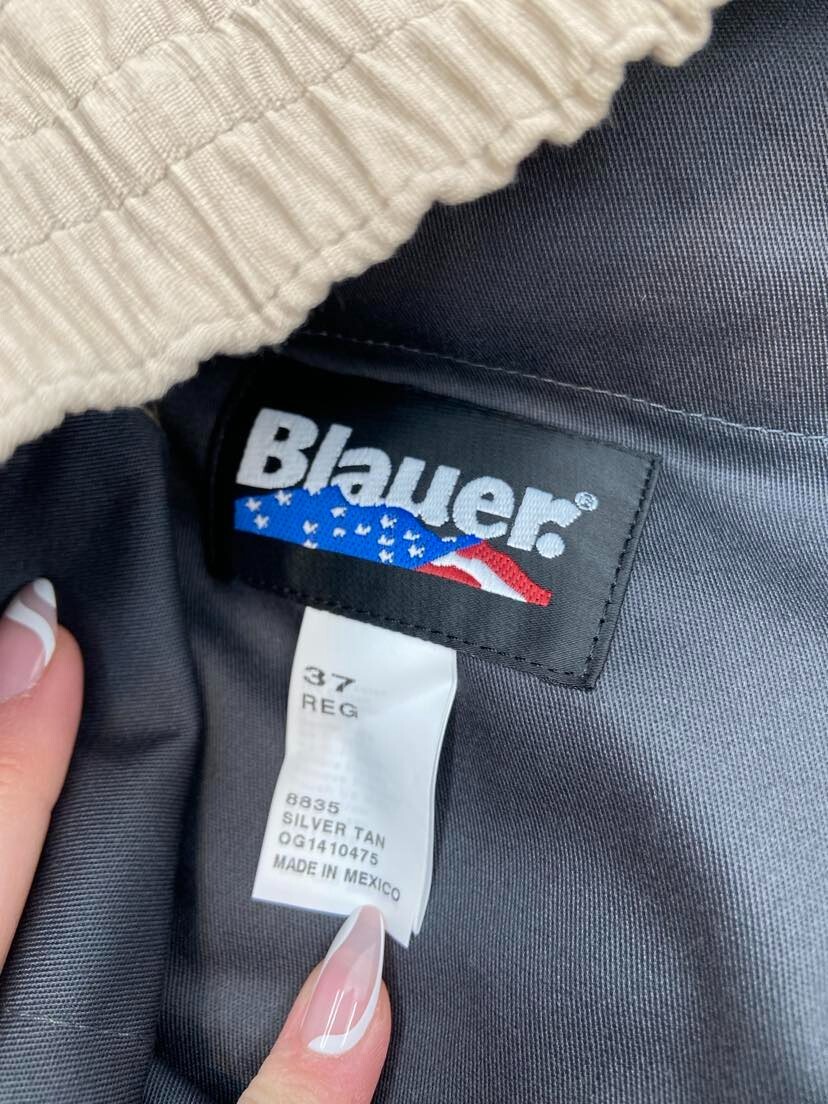 Blauer.®
37
REG
8835
SILVER TAN
OG1410475
MADE IN MEXICO